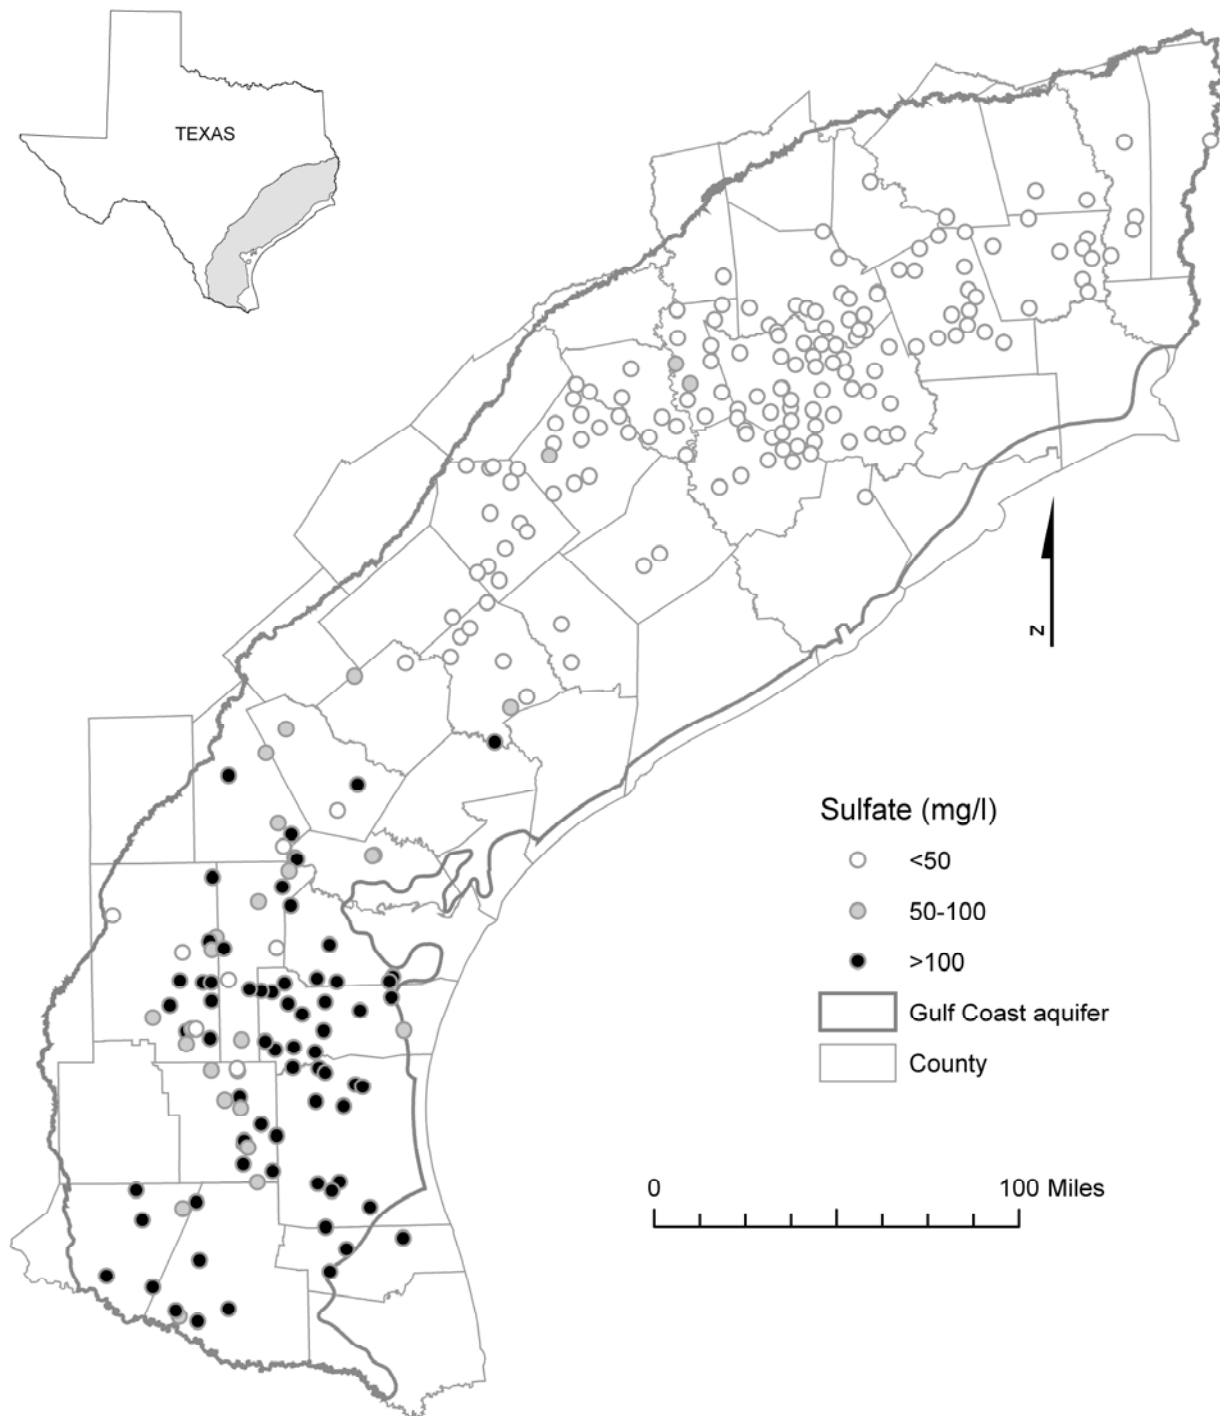 TEXAS
N
Sulfate (mg/l)
<50
50-100
>100
Gulf Coast aquifer
County
0 100 Miles